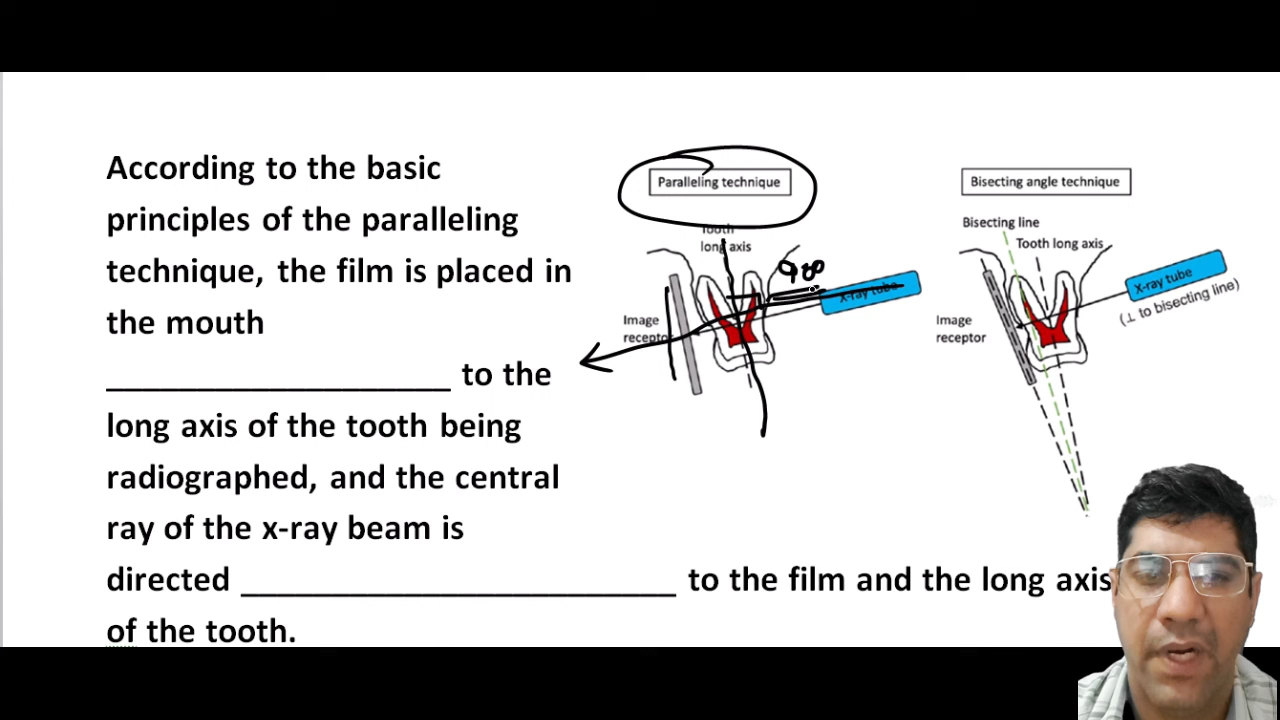 According to the basic
principles of the paralleling
technique, the film is placed in
the mouth
____________________ to the
long axis of the tooth being
radiographed, and the central
ray of the x-ray beam is
directed _________________________ to the film and the long axis
of the tooth.
Paralleling technique
Tooth
long axis
X-ray tube
Image
receptor
Bisecting angle technique
Bisecting line
Tooth long axis
X-ray tube
(⊥ to bisecting line)
Image
receptor